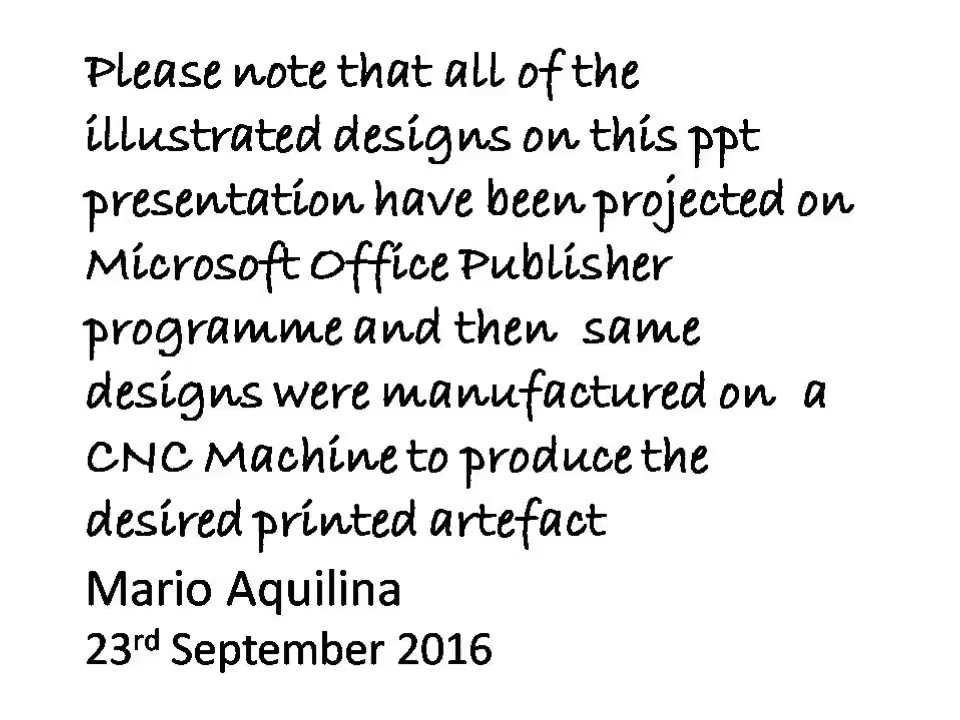 Please note that all of the
illustrated designs on this ppt
presentation have been projected on
Microsoft Office Publisher
programme and then same
designs were manufactured on a
CNC Machine to produce the
desired printed artefact
Mario Aquilina
23rd September 2016